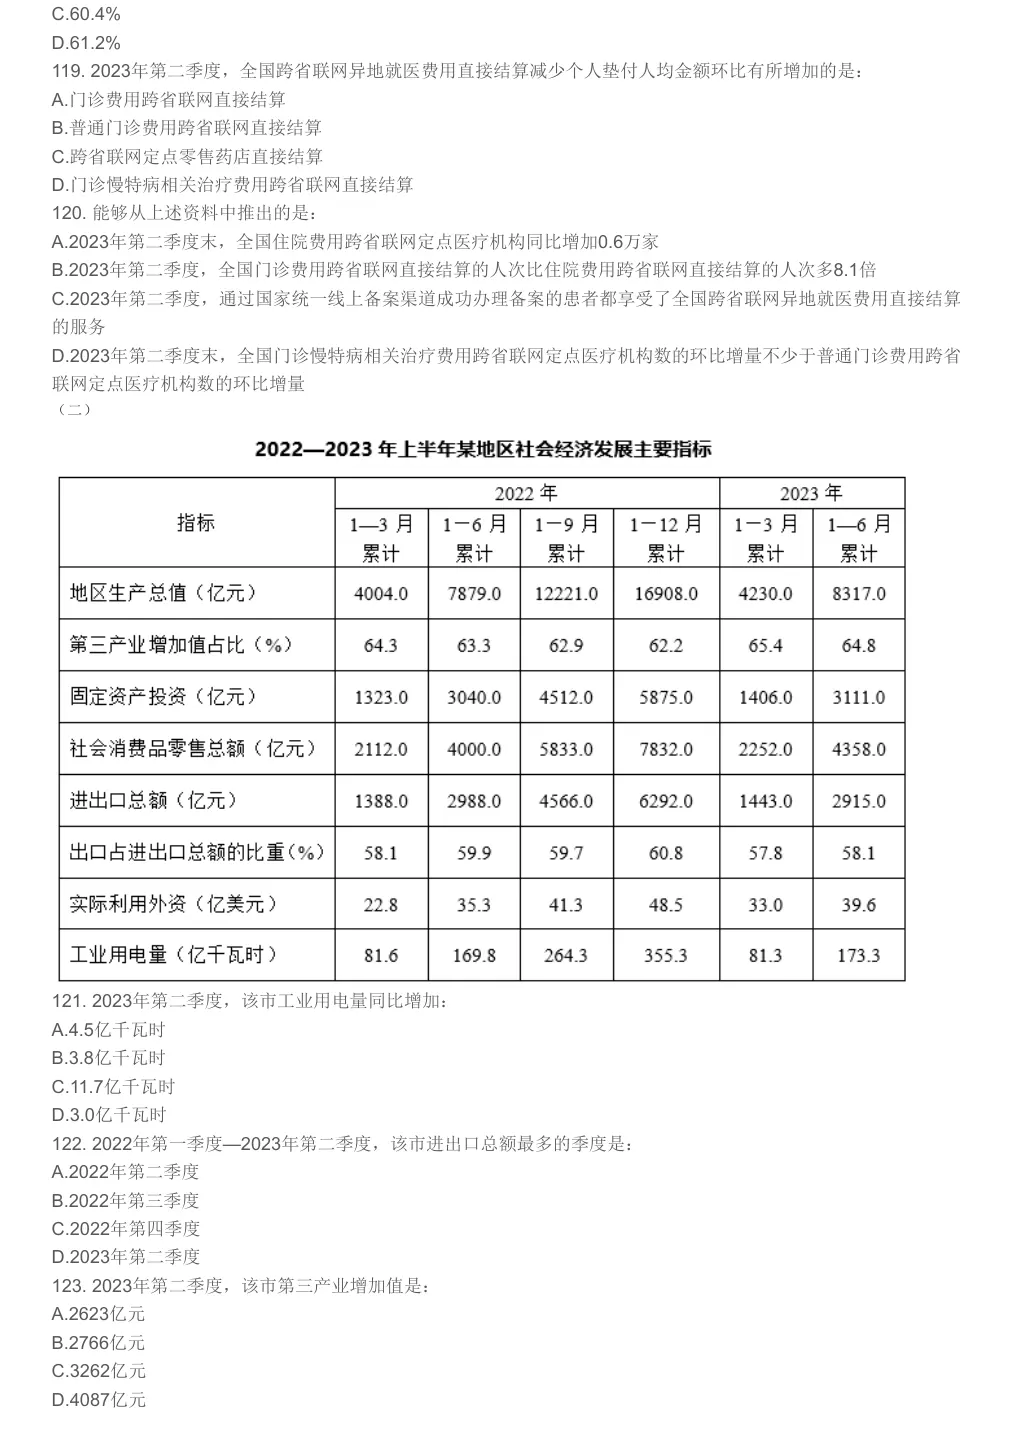 C.60.4%
D.61.2%
119. 2023年第二季度，全国跨省联网异地就医费用直接结算减少个人垫付人均金额环比有所增加的是：
A.门诊费用跨省联网直接结算
B.普通门诊费用跨省联网直接结算
C.跨省联网定点零售药店直接结算
D.门诊慢特病相关治疗费用跨省联网直接结算
120. 能够从上述资料中推出的是：
A.2023年第二季度末，全国住院费用跨省联网定点医疗机构同比增加0.6万家
B.2023年第二季度，全国门诊费用跨省联网直接结算的人次比住院费用跨省联网直接结算的人次多8.1倍
C.2023年第二季度，通过国家统一线上备案渠道成功办理备案的患者都享受了全国跨省联网异地就医费用直接结算
的服务
D.2023年第二季度末，全国门诊慢特病相关治疗费用跨省联网定点医疗机构数的环比增量不少于普通门诊费用跨省
联网定点医疗机构数的环比增量
（二）
2022—2023 年上半年某地区社会经济发展主要指标
指标 2022 年 2023 年
1—3 月累计 1－6 月累计 1－9 月累计 1－12 月累计 1－3 月累计 1—6 月累计
地区生产总值（亿元） 4004.0 7879.0 12221.0 16908.0 4230.0 8317.0
第三产业增加值占比（%） 64.3 63.3 62.9 62.2 65.4 64.8
固定资产投资（亿元） 1323.0 3040.0 4512.0 5875.0 1406.0 3111.0
社会消费品零售总额（亿元） 2112.0 4000.0 5833.0 7832.0 2252.0 4358.0
进出口总额（亿元） 1388.0 2988.0 4566.0 6292.0 1443.0 2915.0
出口占进出口总额的比重（%） 58.1 59.9 59.7 60.8 57.8 58.1
实际利用外资（亿美元） 22.8 35.3 41.3 48.5 33.0 39.6
工业用电量（亿千瓦时） 81.6 169.8 264.3 355.3 81.3 173.3
121. 2023年第二季度，该市工业用电量同比增加：
A.4.5亿千瓦时
B.3.8亿千瓦时
C.11.7亿千瓦时
D.3.0亿千瓦时
122. 2022年第一季度—2023年第二季度，该市进出口总额最多的季度是：
A.2022年第二季度
B.2022年第三季度
C.2022年第四季度
D.2023年第二季度
123. 2023年第二季度，该市第三产业增加值是：
A.2623亿元
B.2766亿元
C.3262亿元
D.4087亿元